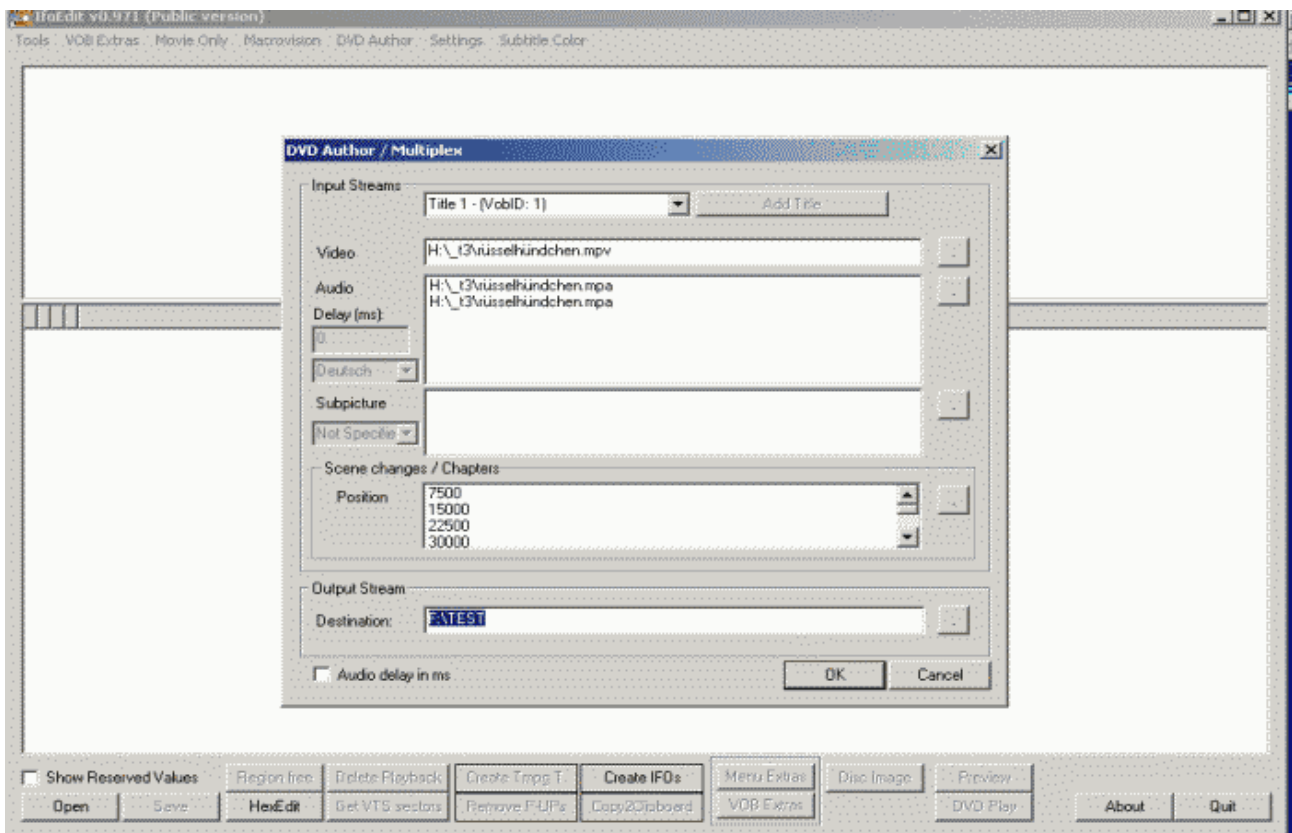 IfoEdit v0.971 (Public version)
Tools VOB Extras Movie Only Macrovision DVD Author Settings Subtitle Color
DVD Author / Multiplex
Input Streams
Title 1 - (VobID: 1)
Add Title
Video
H:\_t3\rüsselhündchen.mpv
Audio
H:\_t3\rüsselhündchen.mpa
H:\_t3\rüsselhündchen.mpa
Delay (ms):
0
Deutsch
Subpicture
Not Specifie
Scene changes / Chapters
Position
7500
15000
22500
30000
Output Stream
Destination:
F:\TEST
Audio delay in ms
OK
Cancel
Show Reserved Values
Region free
Delete Playback
Create Tmpg T.
Create IFOs
Menu Extras
Disc Image
Preview
Open
Save
HexEdit
Get VTS sectors
Remove P-UPs
Copy2Clipboard
VOB Extras
DVD Play
About
Quit